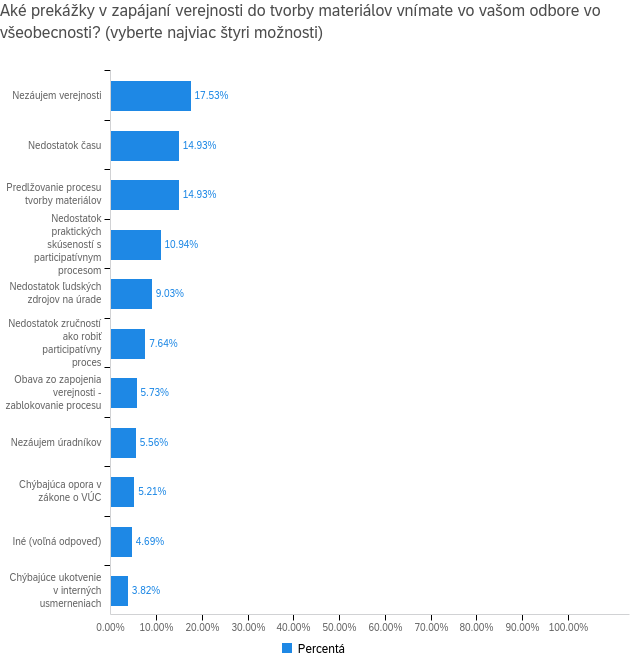 Aké prekážky v zapájaní verejnosti do tvorby materiálov vnímate vo vašom odbore vo
všeobecnosti? (vyberte najviac štyri možnosti)
Nezáujem verejnosti
17.53%
Nedostatok času
14.93%
Predlžovanie procesu
tvorby materiálov
14.93%
Nedostatok
praktických
skúseností s
participatívnym
procesom
10.94%
Nedostatok ľudských
zdrojov na úrade
9.03%
Nedostatok zručností
ako robiť
participatívny
proces
7.64%
Obava zo zapojenia
verejnosti -
zablokovanie procesu
5.73%
Nezáujem úradníkov
5.56%
Chýbajúca opora v
zákone o VÚC
5.21%
Iné (voľná odpoveď)
4.69%
Chýbajúce ukotvenie
v interných
usmerneniach
3.82%
0.00% 10.00% 20.00% 30.00% 40.00% 50.00% 60.00% 70.00% 80.00% 90.00% 100.00%
Percentá